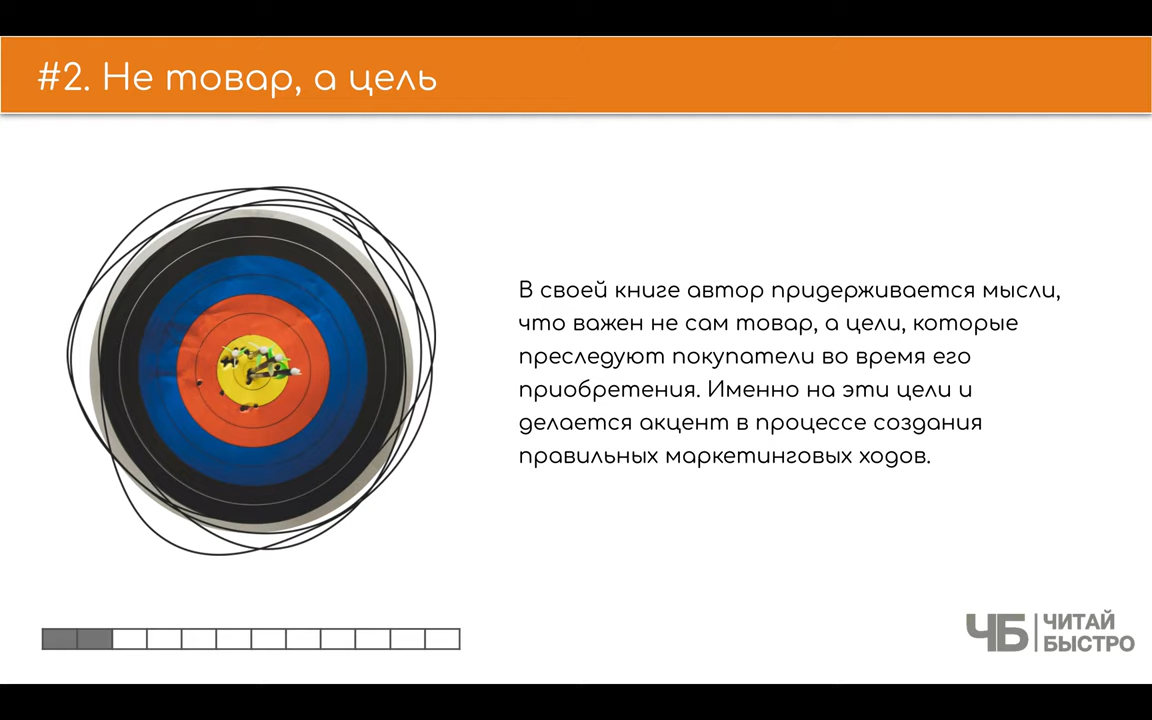 #2. Не товар, а цель
В своей книге автор придерживается мысли,
что важен не сам товар, а цели, которые
преследуют покупатели во время его
приобретения. Именно на эти цели и
делается акцент в процессе создания
правильных маркетинговых ходов.
ЧБ ЧИТАЙ
БЫСТРО